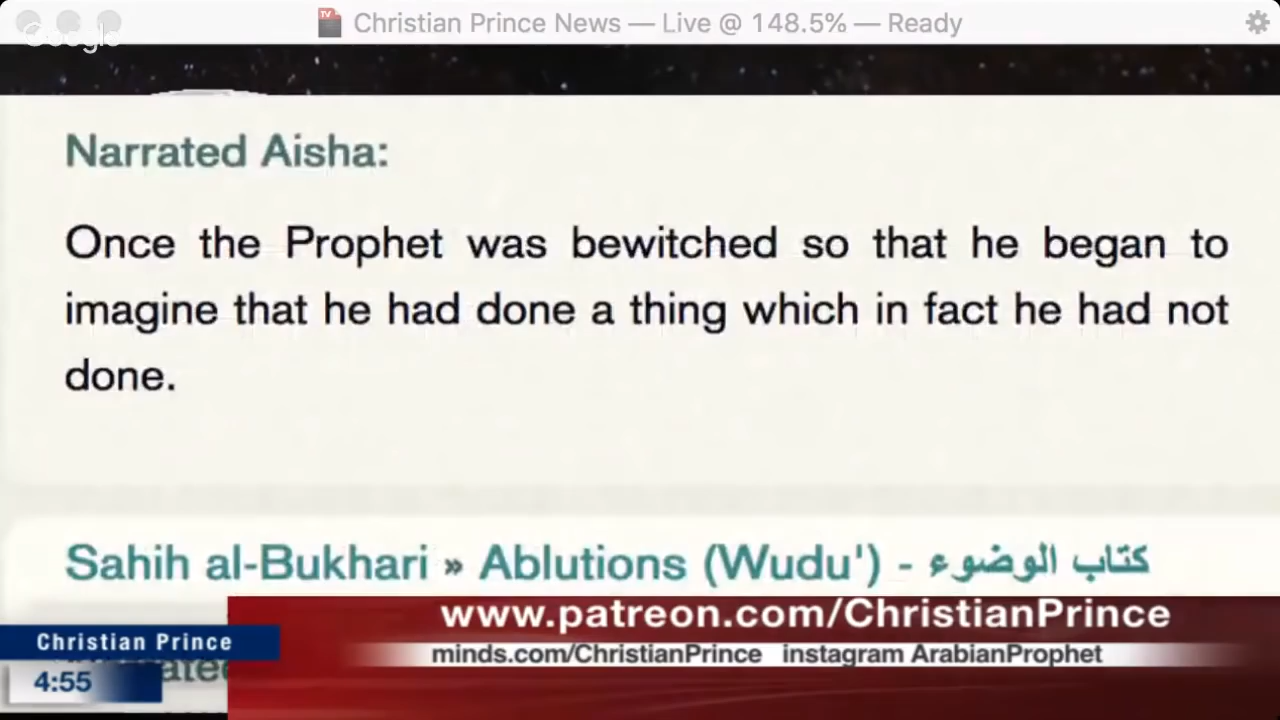 Christian Prince News — Live @ 148.5% — Ready
Google
Narrated Aisha:
Once the Prophet was bewitched so that he began to
imagine that he had done a thing which in fact he had not
done.
Sahih al-Bukhari » Ablutions (Wudu') - كتاب الوضوء
www.patreon.com/ChristianPrince
Christian Prince
minds.com/ChristianPrince instagram ArabianProphet
4:55